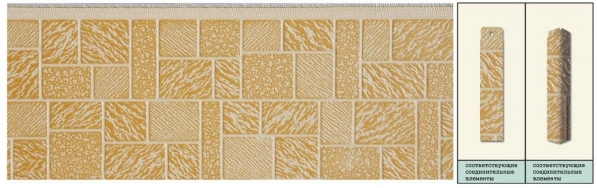 соответствующие
соединительные
элементы
соответствующие
соединительные
элементы